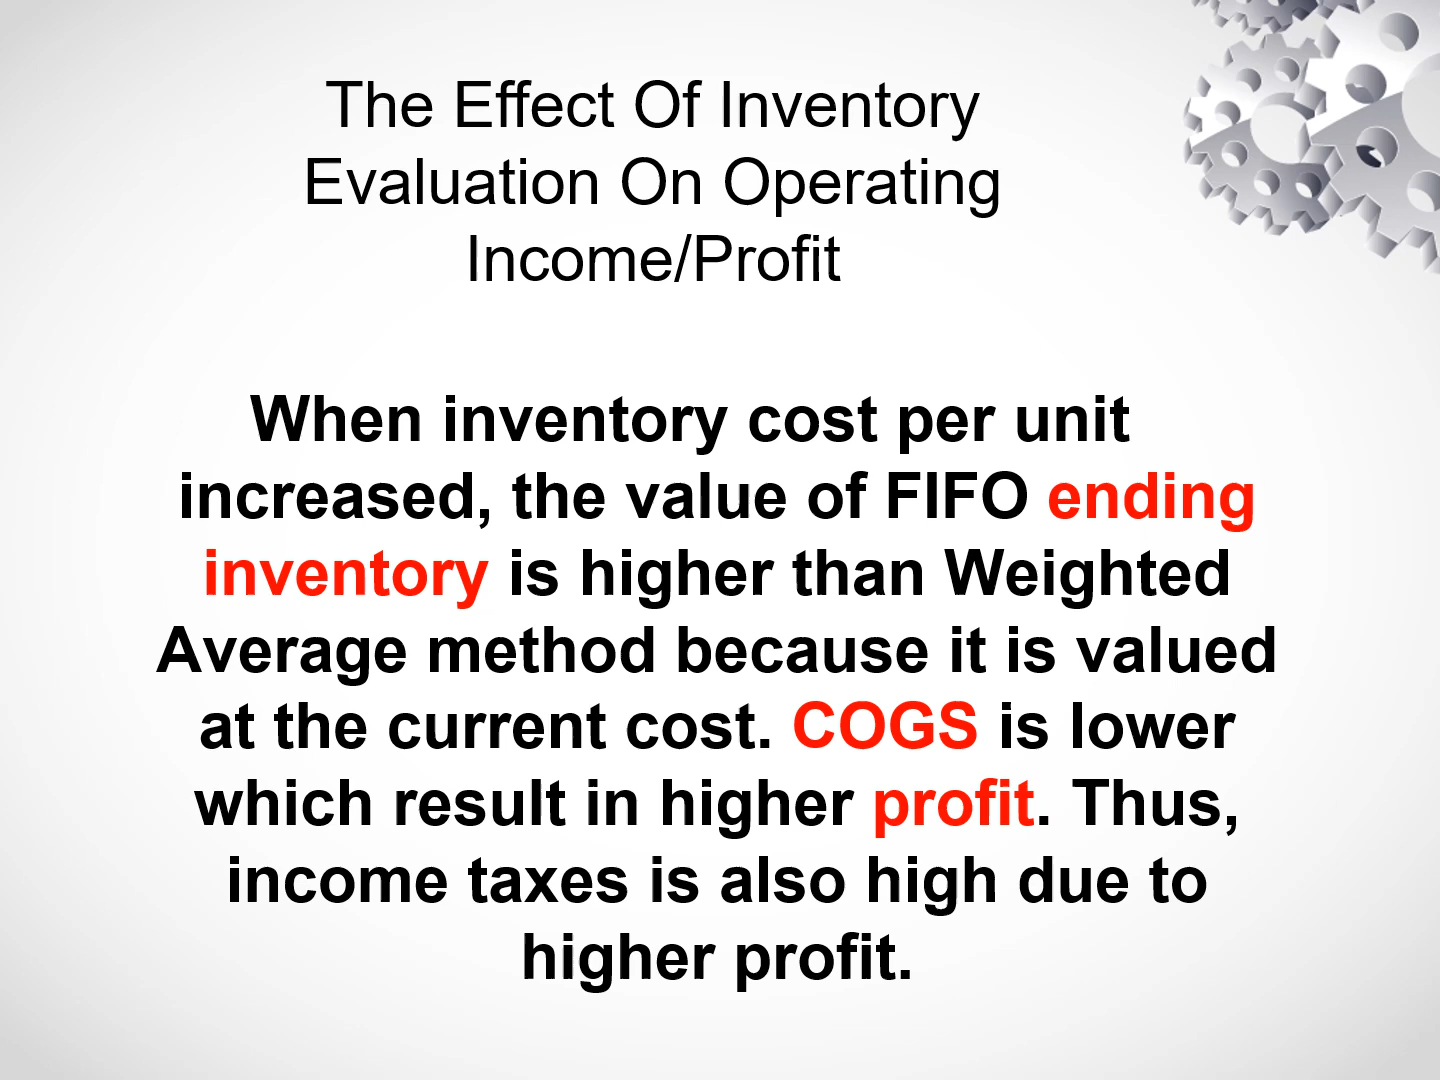 The Effect Of Inventory
Evaluation On Operating
Income/Profit
When inventory cost per unit
increased, the value of FIFO ending
inventory is higher than Weighted
Average method because it is valued
at the current cost. COGS is lower
which result in higher profit. Thus,
income taxes is also high due to
higher profit.